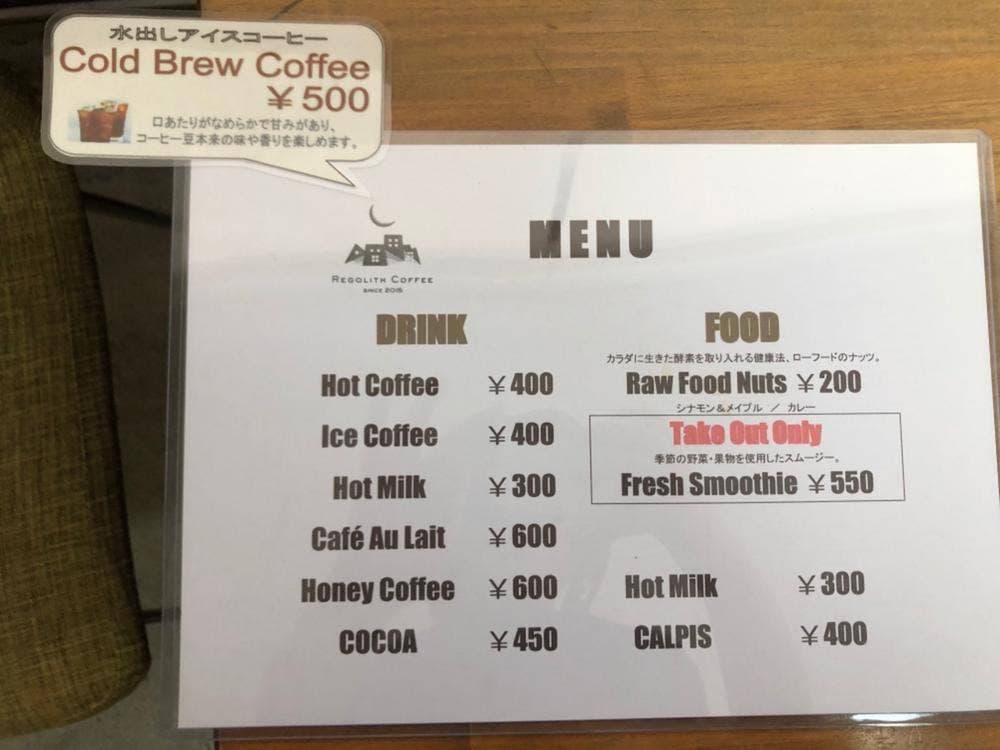 水出しアイスコーヒー
Cold Brew Coffee
￥500
口あたりがなめらかで甘みがあり、
コーヒー豆本来の味や香りを楽しめます。
REGOLITH COFFEE
SINCE 2015
MENU
DRINK
Hot Coffee ￥400
Ice Coffee ￥400
Hot Milk ￥300
Café Au Lait ￥600
Honey Coffee ￥600
COCOA ￥450
FOOD
カラダに生きた酵素を取り入れる健康法、ローフードのナッツ。
Raw Food Nuts ￥200
シナモン＆メイプル ／ カレー
Take Out Only
季節の野菜・果物を使用したスムージー。
Fresh Smoothie ￥550
Hot Milk ￥300
CALPIS ￥400